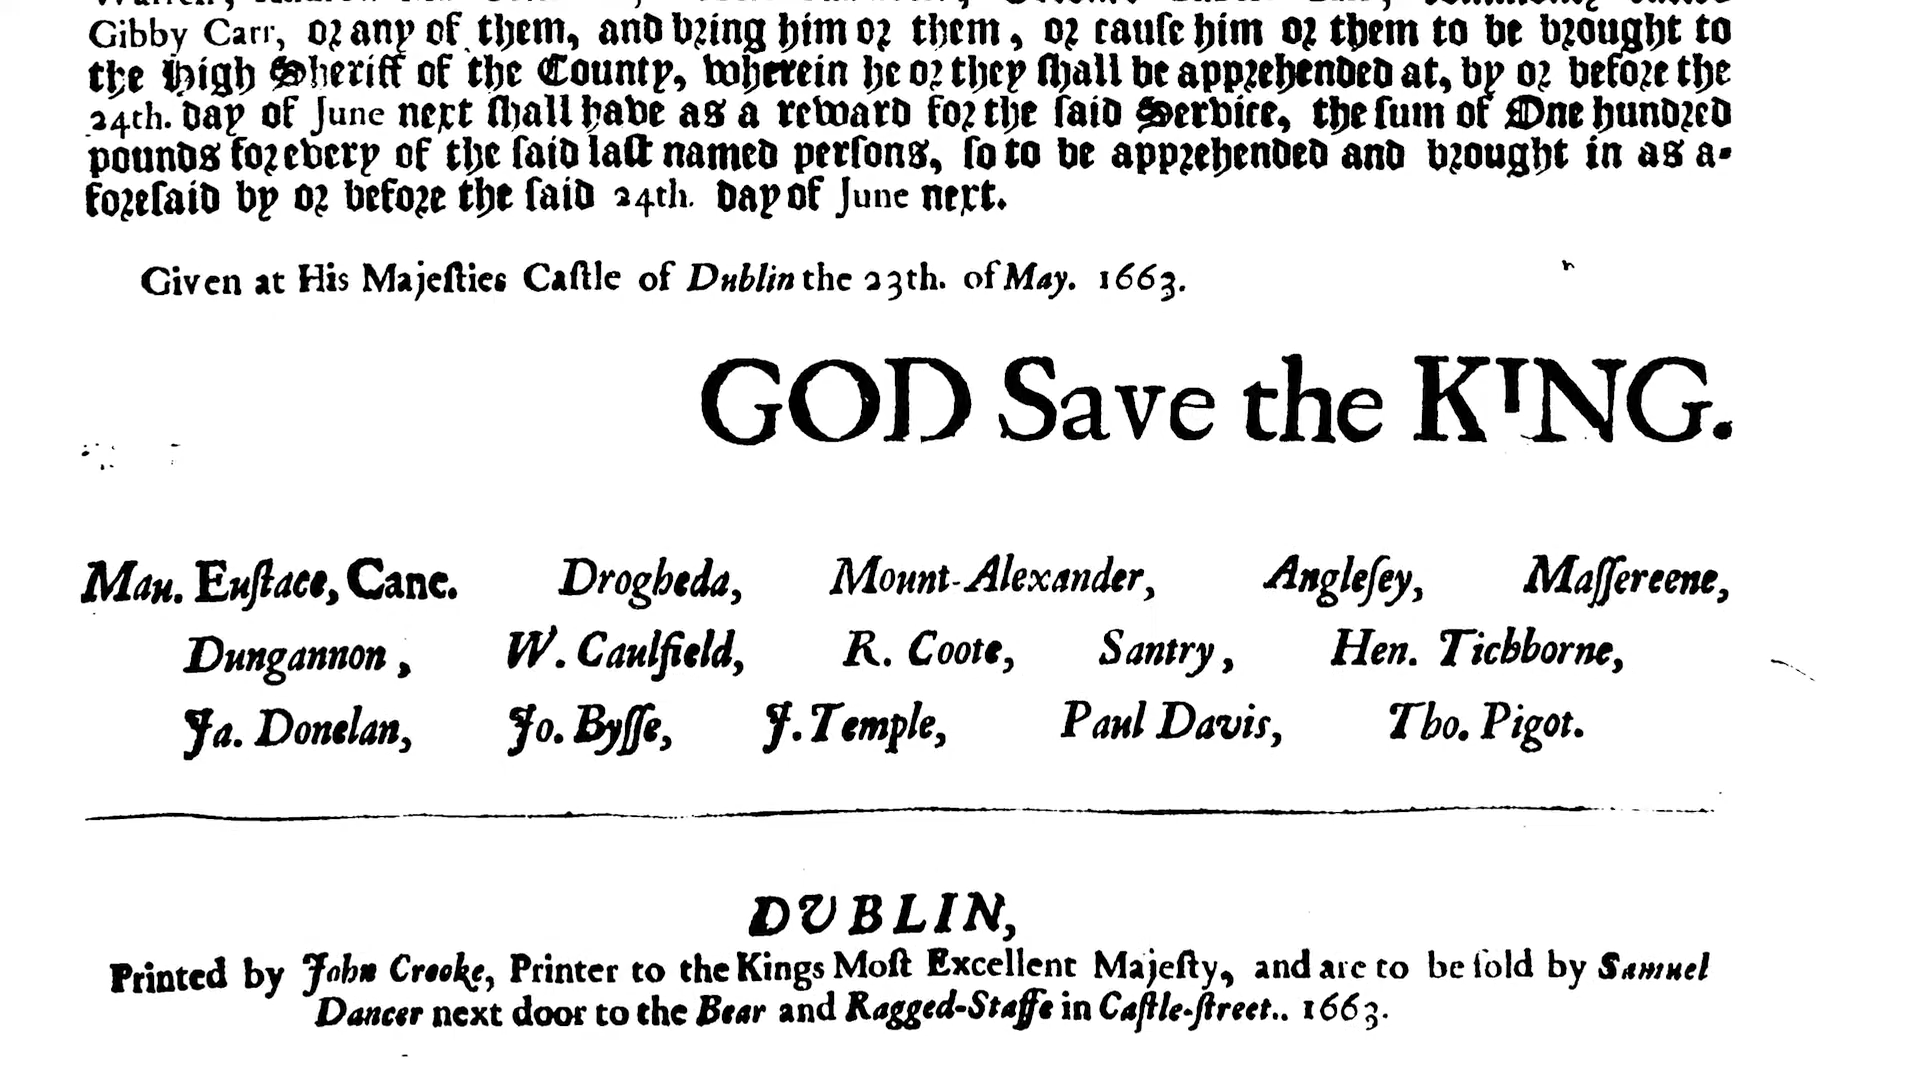 Gibby Carr, or any of them, and bring him or them, or cauſe him or them to be brought to
the High Sheriff of the County, wherein he or they ſhall be apprehended at, by or before the
24th. day of June next ſhall have as a reward for the ſaid Service, the ſum of One hundred
pounds for every of the ſaid laſt named perſons, ſo to be apprehended and brought in as a-
foreſaid by or before the ſaid 24th. day of June next.
Given at His Majeſties Caſtle of Dublin the 23th. of May. 1663.
GOD Save the KING.
Mau. Euſtace, Canc. Drogheda, Mount-Alexander, Angleſey, Maſſereene,
Dungannon, W. Caulfield, R. Coote, Santry, Hen. Tichborne,
Ja. Donelan, Jo. Byſſe, J. Temple, Paul Davis, Tho. Pigot.
DUBLIN,
Printed by John Crooke, Printer to the Kings Moſt Excellent Majeſty, and are to be ſold by Samuel
Dancer next door to the Bear and Ragged-Staffe in Caſtle-ſtreet.. 1663.